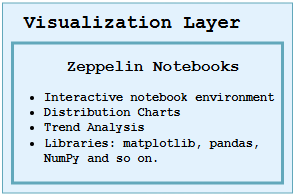 Visualization Layer
Zeppelin Notebooks
• Interactive notebook environment
• Distribution Charts
• Trend Analysis
• Libraries: matplotlib, pandas,
NumPy and so on.